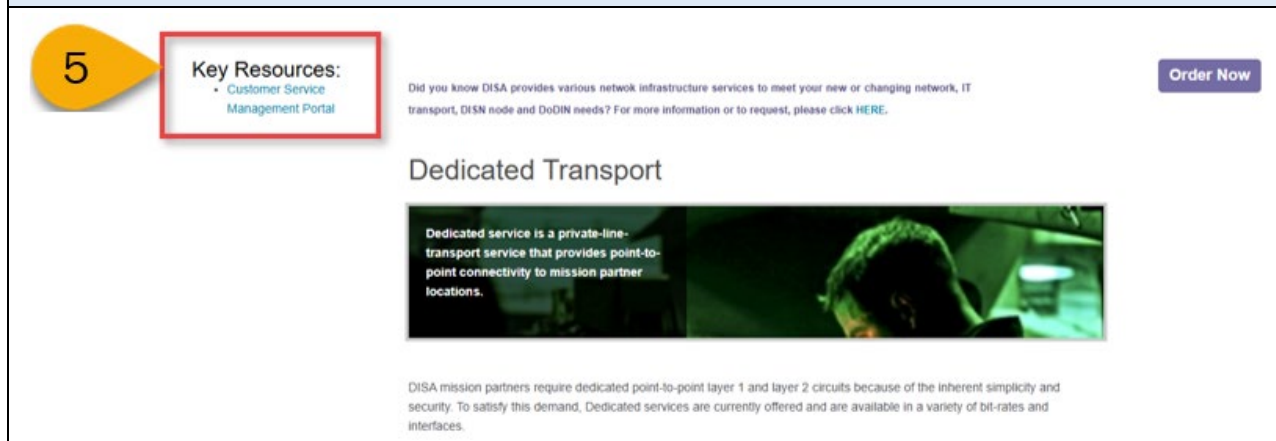 5
Key Resources:
• Customer Service
Management Portal
Did you know DISA provides various netwok infrastructure services to meet your new or changing network, IT
transport, DISN node and DoDIN needs? For more information or to request, please click HERE.
Order Now
Dedicated Transport
Dedicated service is a private-line-
transport service that provides point-to-
point connectivity to mission partner
locations.
DISA mission partners require dedicated point-to-point layer 1 and layer 2 circuits because of the inherent simplicity and
security. To satisfy this demand, Dedicated services are currently offered and are available in a variety of bit-rates and
interfaces.